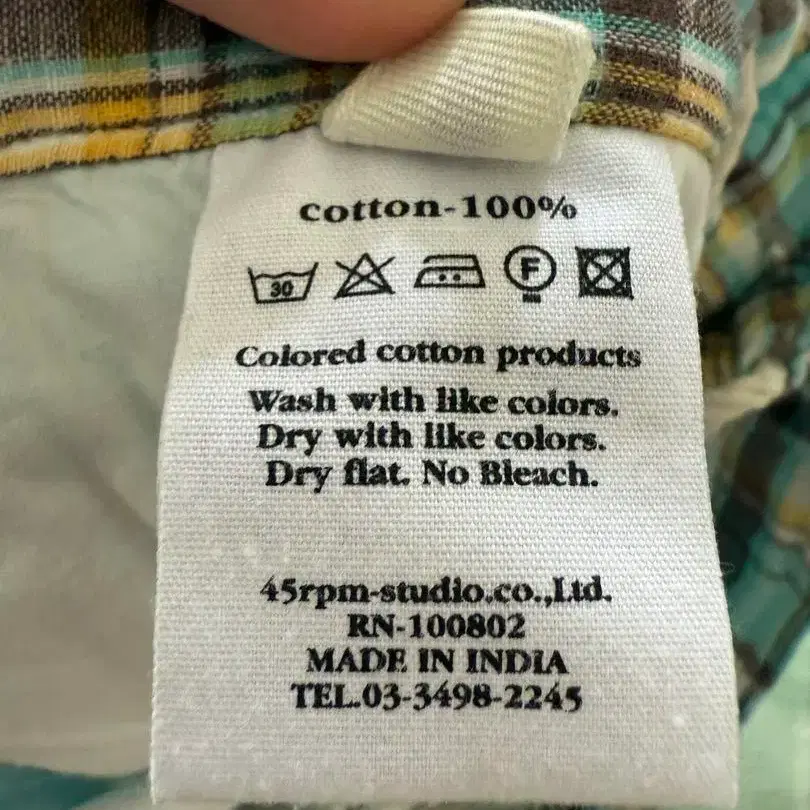 cotton-100%
30 F
Colored cotton products
Wash with like colors.
Dry with like colors.
Dry flat. No Bleach.
45rpm-studio.co.,Ltd.
RN-100802
MADE IN INDIA
TEL.03-3498-2245